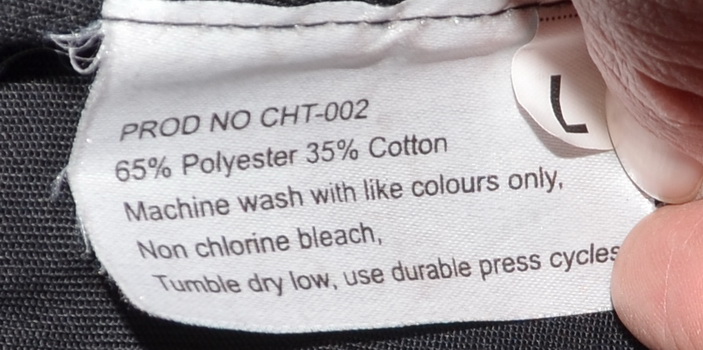 L
PROD NO CHT-002
65% Polyester 35% Cotton
Machine wash with like colours only,
Non chlorine bleach,
Tumble dry low, use durable press cycles